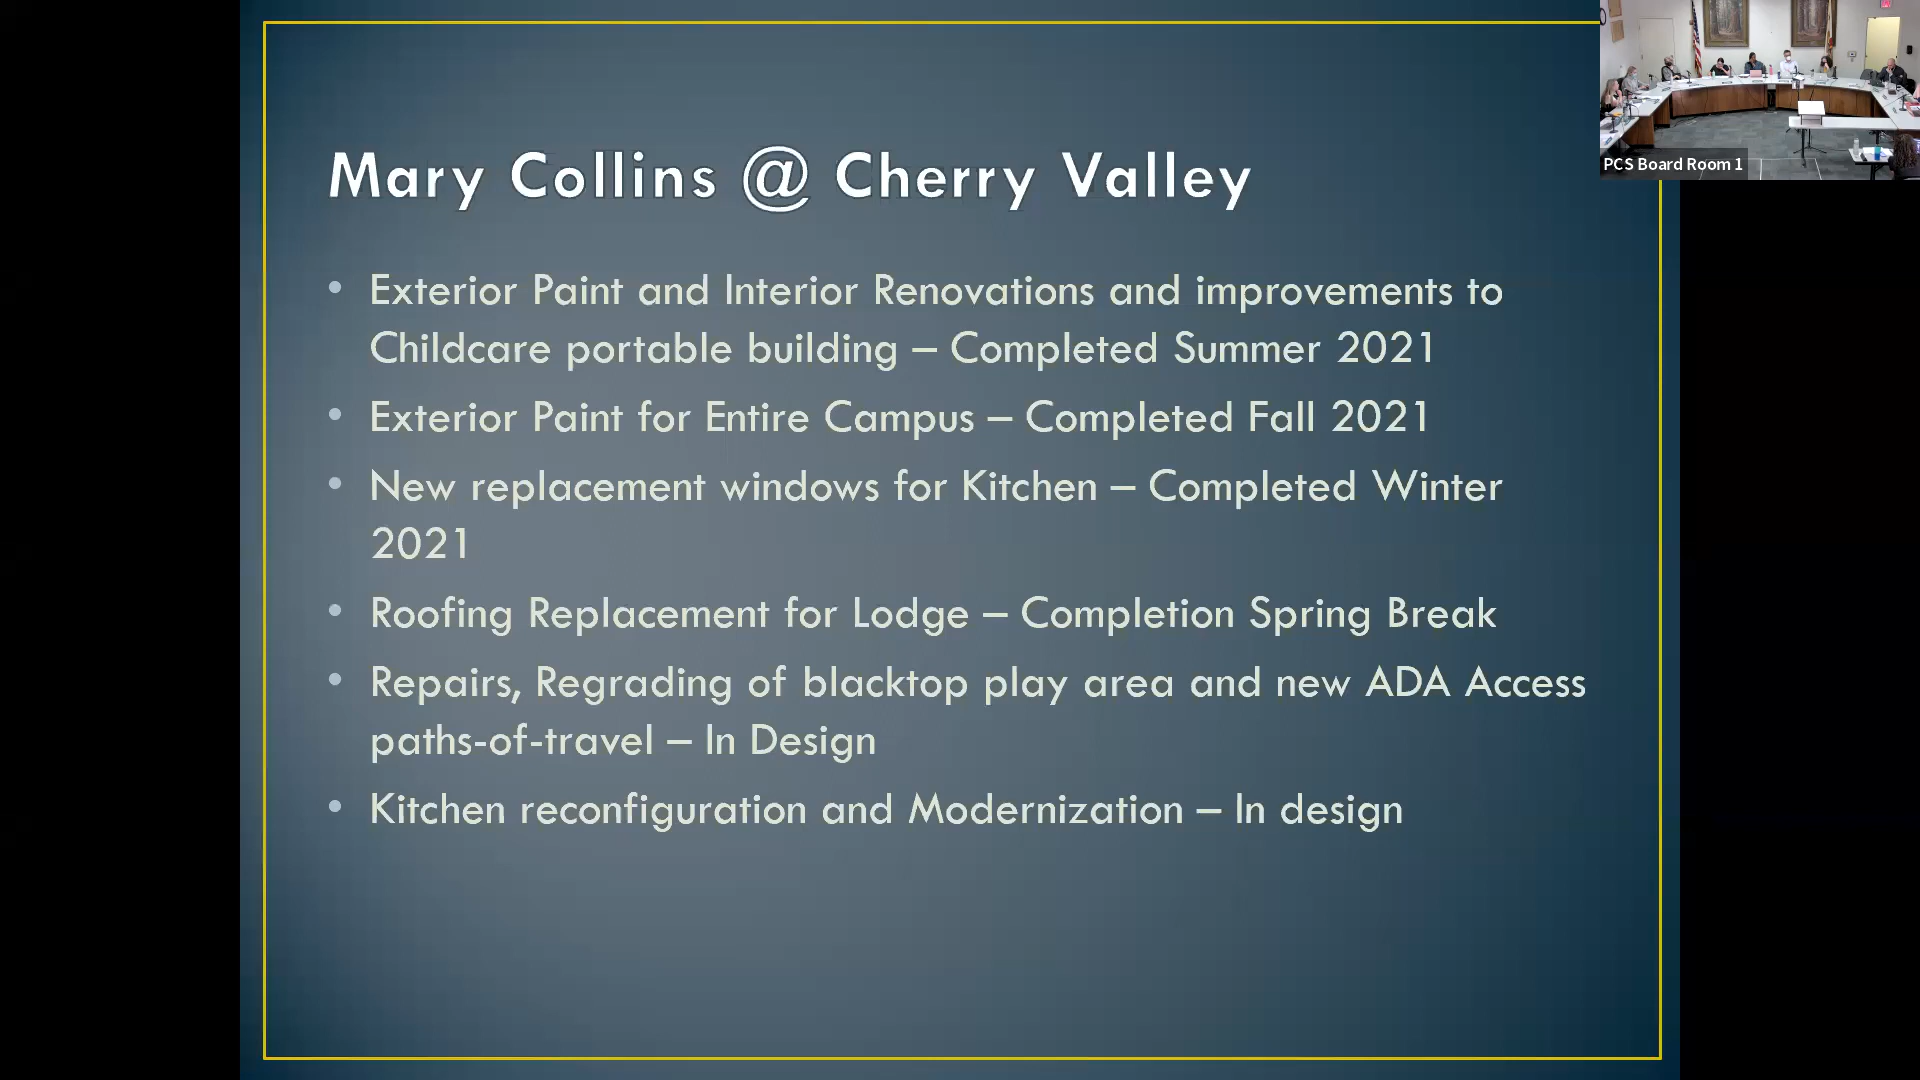 Mary Collins @ Cherry Valley
• Exterior Paint and Interior Renovations and improvements to
Childcare portable building – Completed Summer 2021
• Exterior Paint for Entire Campus – Completed Fall 2021
• New replacement windows for Kitchen – Completed Winter
2021
• Roofing Replacement for Lodge – Completion Spring Break
• Repairs, Regrading of blacktop play area and new ADA Access
paths-of-travel – In Design
• Kitchen reconfiguration and Modernization – In design
PCS Board Room 1